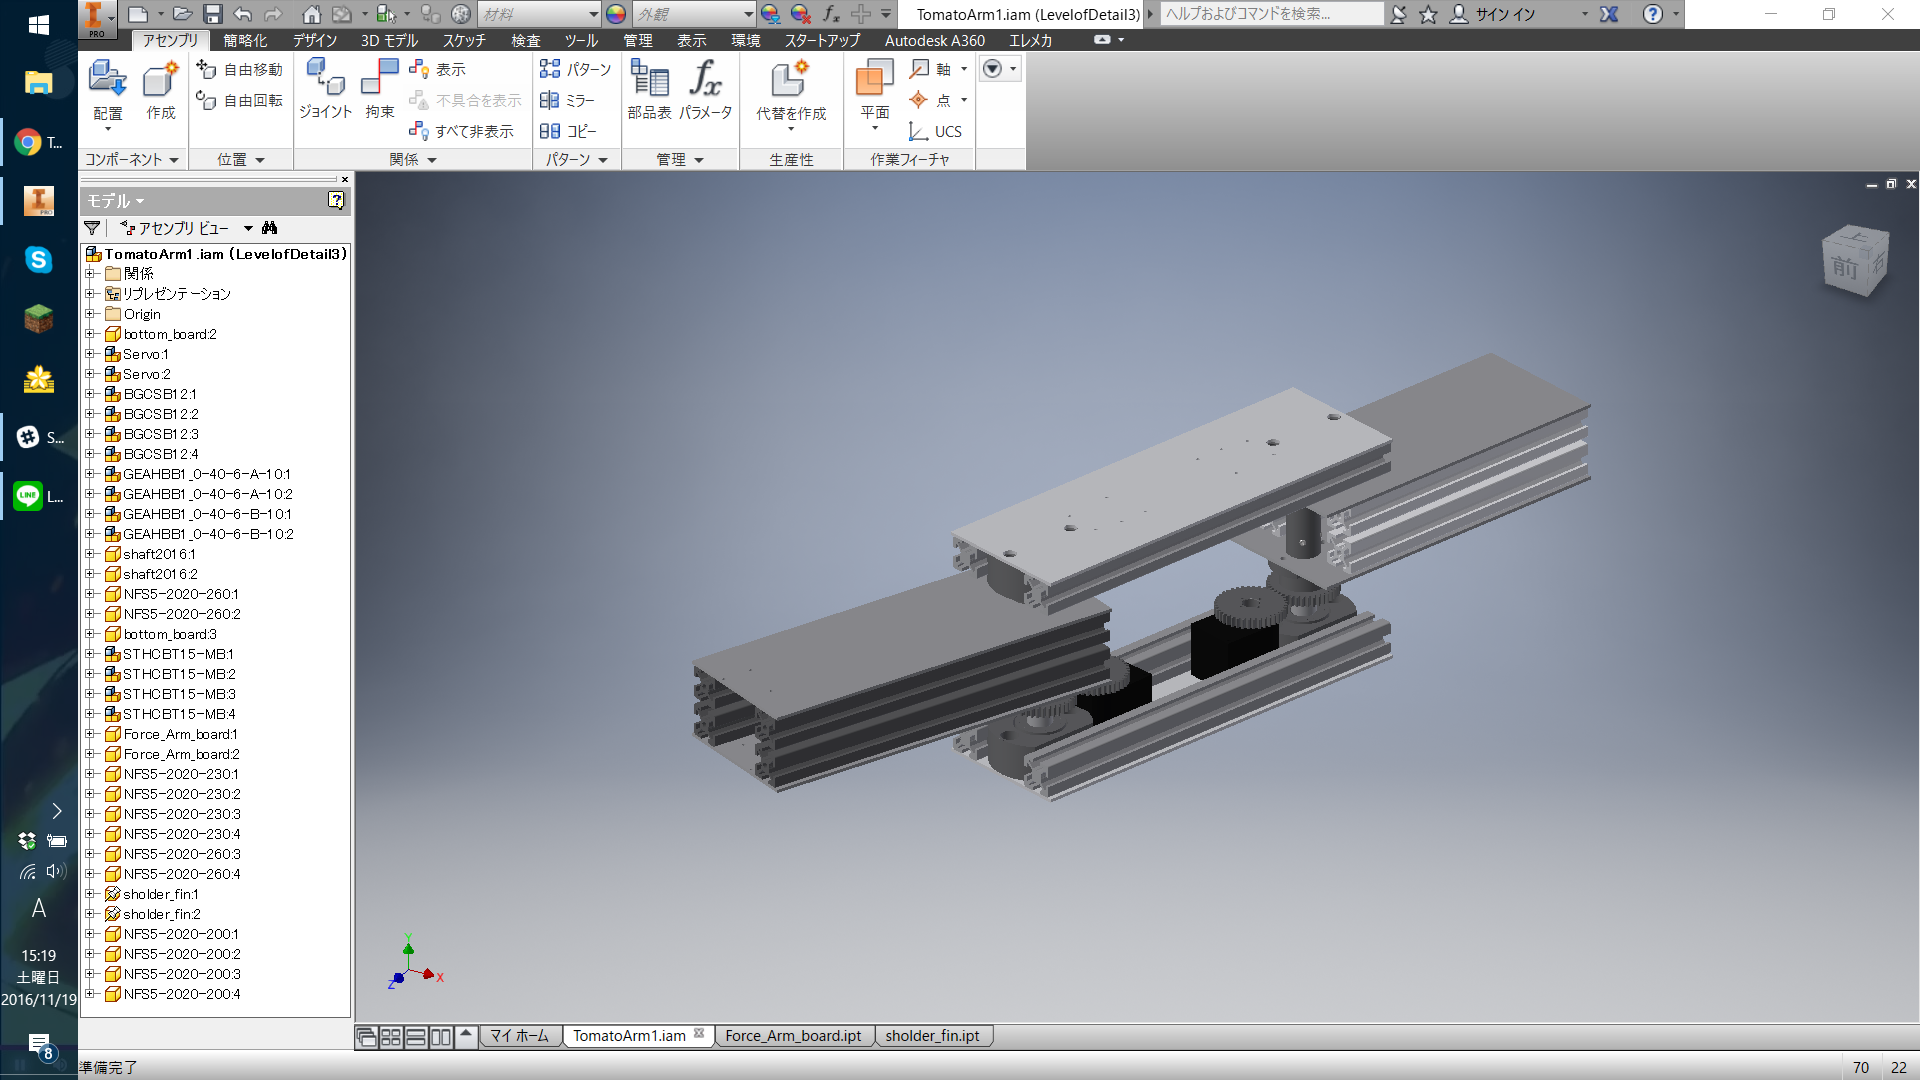 PRO
材料
外観
TomatoArm1.iam (LevelofDetail3)
ヘルプおよびコマンドを検索...
サイン イン
アセンブリ 簡略化 デザイン 3D モデル スケッチ 検査 ツール 管理 表示 環境 スタートアップ Autodesk A360 エレメカ
配置
作成
自由移動
自由回転
ジョイント
拘束
表示
不具合を表示
すべて非表示
パターン
ミラー
コピー
部品表
パラメータ
代替を作成
平面
軸
点
UCS
コンポーネント
位置
関係
パターン
管理
生産性
作業フィーチャ
モデル
アセンブリ ビュー
TomatoArm1.iam (LevelofDetail3)
関係
リプレゼンテーション
Origin
bottom_board:2
Servo:1
Servo:2
BGCSB12:1
BGCSB12:2
BGCSB12:3
BGCSB12:4
GEAHBB1_0-40-6-A-10:1
GEAHBB1_0-40-6-A-10:2
GEAHBB1_0-40-6-B-10:1
GEAHBB1_0-40-6-B-10:2
shaft2016:1
shaft2016:2
NFS5-2020-260:1
NFS5-2020-260:2
bottom_board:3
STHCBT15-MB:1
STHCBT15-MB:2
STHCBT15-MB:3
STHCBT15-MB:4
Force_Arm_board:1
Force_Arm_board:2
NFS5-2020-230:1
NFS5-2020-230:2
NFS5-2020-230:3
NFS5-2020-230:4
NFS5-2020-260:3
NFS5-2020-260:4
sholder_fin:1
sholder_fin:2
NFS5-2020-200:1
NFS5-2020-200:2
NFS5-2020-200:3
NFS5-2020-200:4
T...
PRO
S...
LINE
L...
A
15:19
土曜日
2016/11/19
8
上
前
右
Y
X
Z
マイ ホーム
TomatoArm1.iam
Force_Arm_board.ipt
sholder_fin.ipt
準備完了
70 22